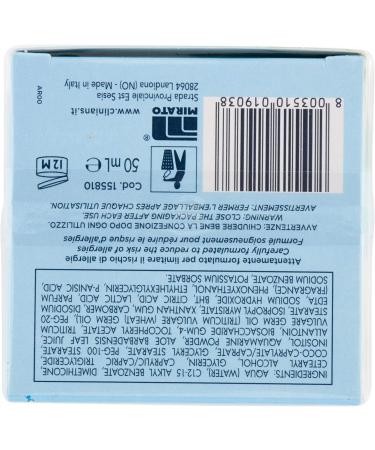 INGREDIENTS: AQUA (WATER), C12-15 ALKYL BENZOATE, DIMETHICONE,
CETEARYL ALCOHOL, GLYCERIN, CAPRYLIC/CAPRIC TRIGLYCERIDE,
COCO-CAPRYLATE/CAPRATE, GLYCERYL STEARATE, PEG-100 STEARATE,
INOSITOL, AQUAMARINE POWDER, ALOE BARBADENSIS LEAF JUICE,
ALLANTOIN, BIOSACCHARIDE GUM-4, TOCOPHERYL ACETATE, TRITICUM
VULGARE GERM OIL/TRITICUM VULGARE (WHEAT) GERM OIL, PEG-20
STEARATE, ISOPROPYL MYRISTATE, XANTHAN GUM, CARBOMER, DISODIUM
EDTA, SODIUM HYDROXIDE, BHT, CITRIC ACID, LACTIC ACID, PARFUM
(FRAGRANCE), PHENOXYETHANOL, ETHYLHEXYLGLYCERIN, P-ANISIC ACID,
SODIUM BENZOATE, POTASSIUM SORBATE.
Attentamente formulato per limitare il rischio di allergie
Carefully formulated to reduce the risk of allergies
Formule soigneusement pour réduire le risque d'allergies
AVVERTENZE: CHIUDERE BENE LA CONFEZIONE DOPO OGNI UTILIZZO.
WARNING: CLOSE THE PACKAGING AFTER EACH USE.
AVERTISSEMENT: FERMER L'EMBALLAGE APRÈS CHAQUE UTILISATION.
Cod. 155810
50 mL e
12M
MIRATO ®
www.clinians.it
Strada Provinciale Est Sesia
28064 Landiona (NO) - Made in Italy
AR00
8 003510 019038